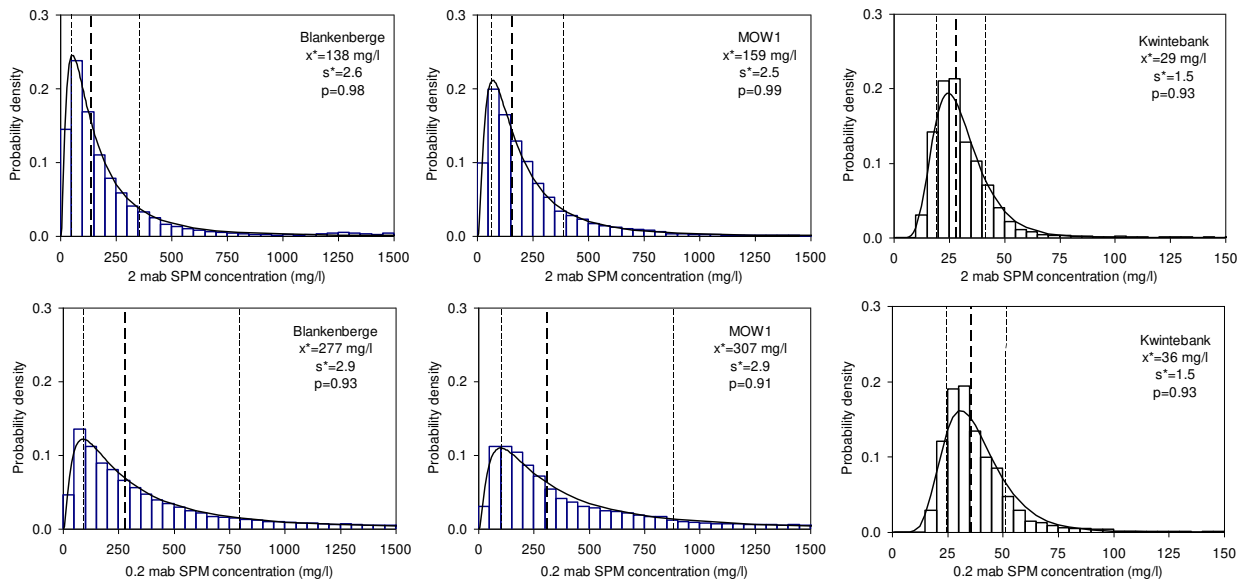 0.3
0.2
0.1
0.0
Probability density
Blankenberge
x*=138 mg/l
s*=2.6
p=0.98
0 250 500 750 1000 1250 1500
2 mab SPM concentration (mg/l)
0.3
0.2
0.1
0.0
Probability density
MOW1
x*=159 mg/l
s*=2.5
p=0.99
0 250 500 750 1000 1250 1500
2 mab SPM concentration (mg/l)
0.3
0.2
0.1
0.0
Probability density
Kwintebank
x*=29 mg/l
s*=1.5
p=0.93
0 25 50 75 100 125 150
2 mab SPM concentration (mg/l)
0.3
0.2
0.1
0.0
Probability density
Blankenberge
x*=277 mg/l
s*=2.9
p=0.93
0 250 500 750 1000 1250 1500
0.2 mab SPM concentration (mg/l)
0.3
0.2
0.1
0.0
Probability density
MOW1
x*=307 mg/l
s*=2.9
p=0.91
0 250 500 750 1000 1250 1500
0.2 mab SPM concentration (mg/l)
0.3
0.2
0.1
0.0
Probability density
Kwintebank
x*=36 mg/l
s*=1.5
p=0.93
0 25 50 75 100 125 150
0.2 mab SPM concentration (mg/l)